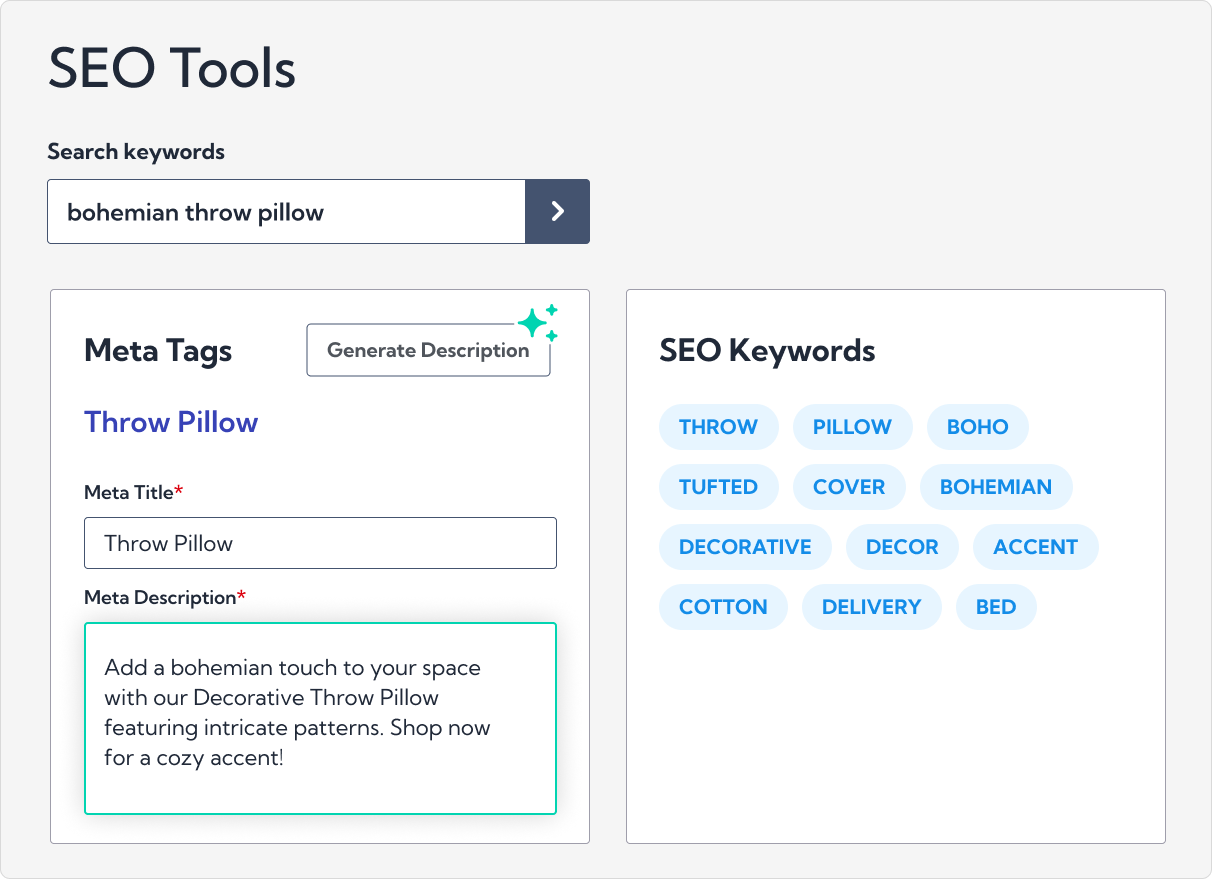 SEO Tools
Search keywords
bohemian throw pillow
Meta Tags
Generate Description
Throw Pillow
Meta Title*
Throw Pillow
Meta Description*
Add a bohemian touch to your space
with our Decorative Throw Pillow
featuring intricate patterns. Shop now
for a cozy accent!
SEO Keywords
THROW PILLOW BOHO
TUFTED COVER BOHEMIAN
DECORATIVE DECOR ACCENT
COTTON DELIVERY BED